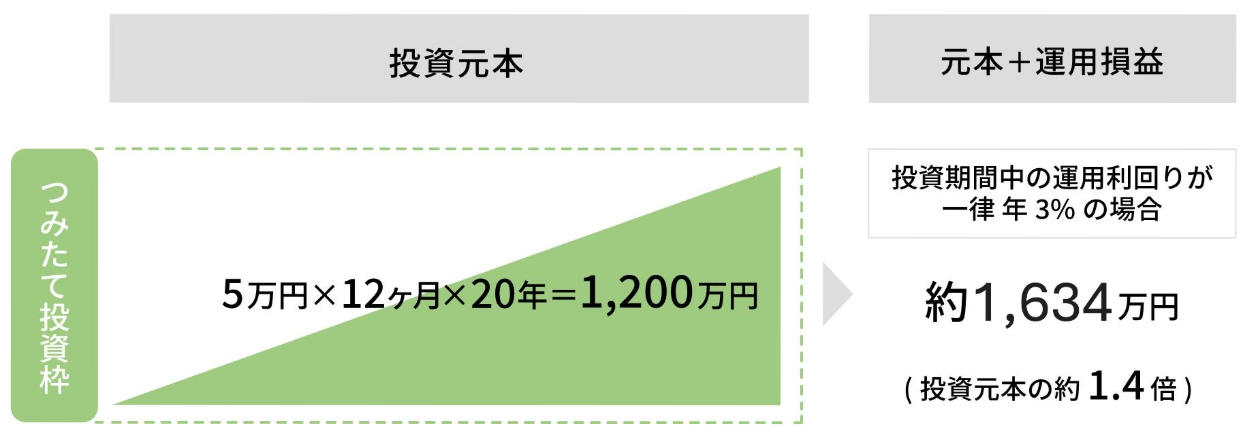 投資元本
元本＋運用損益
つみたて投資枠
5万円×12ヶ月×20年＝1,200万円
投資期間中の運用利回りが
一律 年 3% の場合
約1,634万円
( 投資元本の約 1.4 倍 )